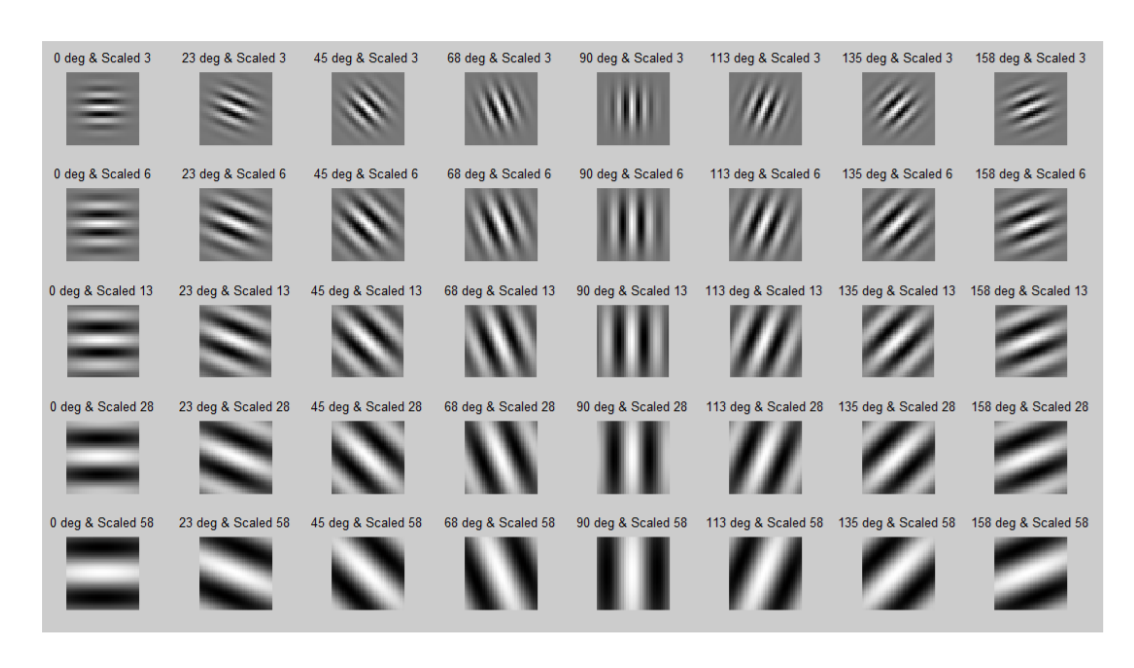 0 deg & Scaled 3 23 deg & Scaled 3 45 deg & Scaled 3 68 deg & Scaled 3 90 deg & Scaled 3 113 deg & Scaled 3 135 deg & Scaled 3 158 deg & Scaled 3
0 deg & Scaled 6 23 deg & Scaled 6 45 deg & Scaled 6 68 deg & Scaled 6 90 deg & Scaled 6 113 deg & Scaled 6 135 deg & Scaled 6 158 deg & Scaled 6
0 deg & Scaled 13 23 deg & Scaled 13 45 deg & Scaled 13 68 deg & Scaled 13 90 deg & Scaled 13 113 deg & Scaled 13 135 deg & Scaled 13 158 deg & Scaled 13
0 deg & Scaled 28 23 deg & Scaled 28 45 deg & Scaled 28 68 deg & Scaled 28 90 deg & Scaled 28 113 deg & Scaled 28 135 deg & Scaled 28 158 deg & Scaled 28
0 deg & Scaled 58 23 deg & Scaled 58 45 deg & Scaled 58 68 deg & Scaled 58 90 deg & Scaled 58 113 deg & Scaled 58 135 deg & Scaled 58 158 deg & Scaled 58